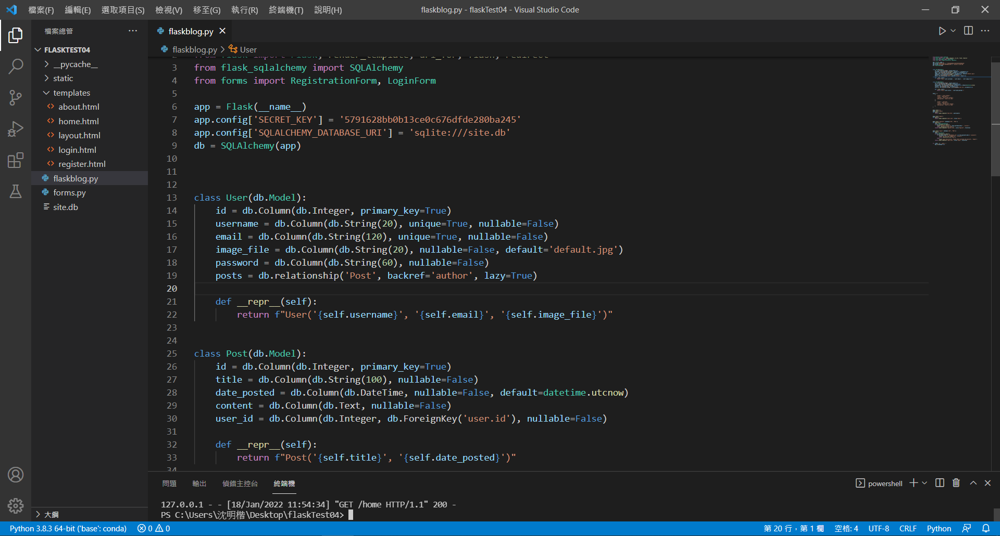 檔案(F) 編輯(E) 選取項目(S) 檢視(V) 移至(G) 執行(R) 終端機(T) 說明(H)
flaskblog.py - flaskTest04 - Visual Studio Code
檔案總管
FLASKTEST04
__pycache__
static
templates
about.html
home.html
layout.html
login.html
register.html
flaskblog.py
forms.py
site.db
大綱
flaskblog.py
flaskblog.py > User
from flask import Flask, render_template, url_for, flash, redirect
3 from flask_sqlalchemy import SQLAlchemy
4 from forms import RegistrationForm, LoginForm
5
6 app = Flask(__name__)
7 app.config['SECRET_KEY'] = '5791628bb0b13ce0c676dfde280ba245'
8 app.config['SQLALCHEMY_DATABASE_URI'] = 'sqlite:///site.db'
9 db = SQLAlchemy(app)
10
11
12
13 class User(db.Model):
14 id = db.Column(db.Integer, primary_key=True)
15 username = db.Column(db.String(20), unique=True, nullable=False)
16 email = db.Column(db.String(120), unique=True, nullable=False)
17 image_file = db.Column(db.String(20), nullable=False, default='default.jpg')
18 password = db.Column(db.String(60), nullable=False)
19 posts = db.relationship('Post', backref='author', lazy=True)
20
21 def __repr__(self):
22 return f"User('{self.username}', '{self.email}', '{self.image_file}')"
23
24
25 class Post(db.Model):
26 id = db.Column(db.Integer, primary_key=True)
27 title = db.Column(db.String(100), nullable=False)
28 date_posted = db.Column(db.DateTime, nullable=False, default=datetime.utcnow)
29 content = db.Column(db.Text, nullable=False)
30 user_id = db.Column(db.Integer, db.ForeignKey('user.id'), nullable=False)
31
32 def __repr__(self):
33 return f"Post('{self.title}', '{self.date_posted}')"
34
問題 輸出 偵錯主控台 終端機
powershell
127.0.0.1 - - [18/Jan/2022 11:54:34] "GET /home HTTP/1.1" 200 -
PS C:\Users\沈明楷\Desktop\flaskTest04>
Python 3.8.3 64-bit ('base': conda) 0 0
第 20 行，第 1 欄 空格: 4 UTF-8 CRLF Python